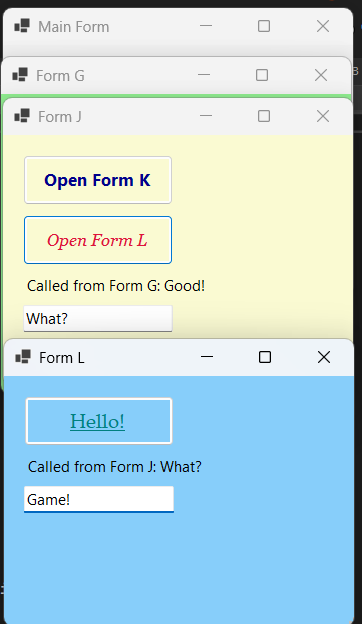 Main Form
Form G
Form J
Open Form K
Open Form L
Called from Form G: Good!
What?
Form L
Hello!
Called from Form J: What?
Game!